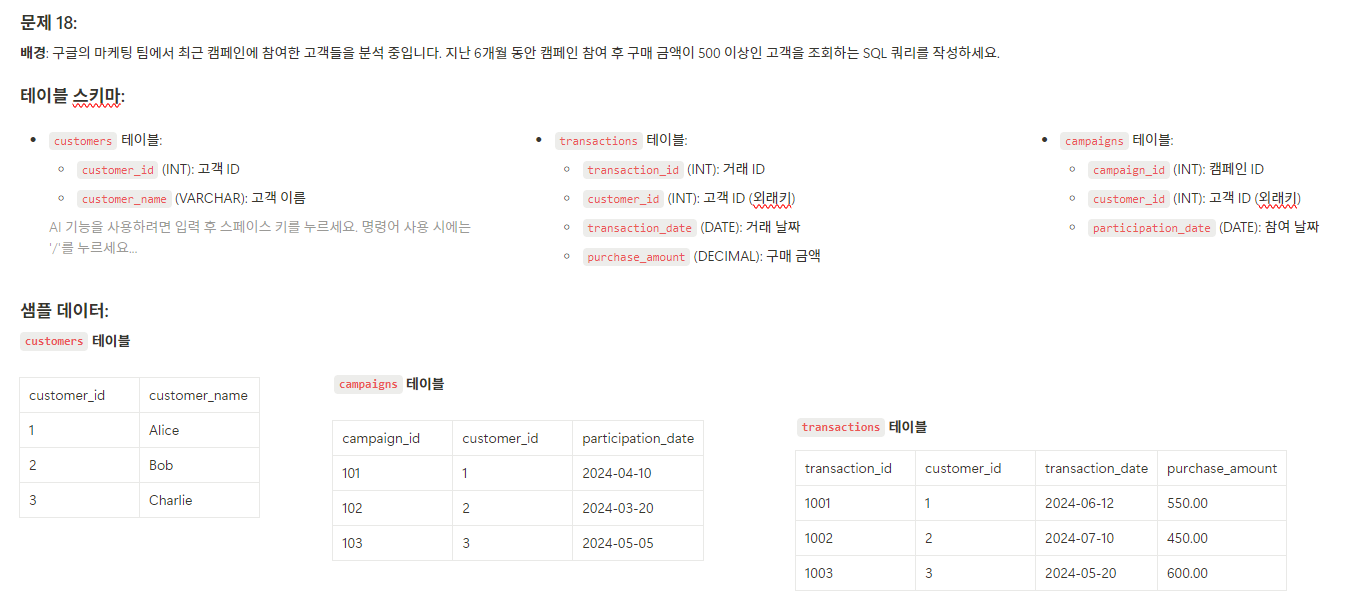 문제 18:
배경: 구글의 마케팅 팀에서 최근 캠페인에 참여한 고객들을 분석 중입니다. 지난 6개월 동안 캠페인 참여 후 구매 금액이 500 이상인 고객을 조회하는 SQL 쿼리를 작성하세요.
테이블 스키마:
• customers 테이블:
◦ customer_id (INT): 고객 ID
◦ customer_name (VARCHAR): 고객 이름
AI 기능을 사용하려면 입력 후 스페이스 키를 누르세요. 명령어 사용 시에는
'/'를 누르세요...
• transactions 테이블:
◦ transaction_id (INT): 거래 ID
◦ customer_id (INT): 고객 ID (외래키)
◦ transaction_date (DATE): 거래 날짜
◦ purchase_amount (DECIMAL): 구매 금액
• campaigns 테이블:
◦ campaign_id (INT): 캠페인 ID
◦ customer_id (INT): 고객 ID (외래키)
◦ participation_date (DATE): 참여 날짜
샘플 데이터:
customers 테이블
customer_id customer_name
1 Alice
2 Bob
3 Charlie
campaigns 테이블
campaign_id customer_id participation_date
101 1 2024-04-10
102 2 2024-03-20
103 3 2024-05-05
transactions 테이블
transaction_id customer_id transaction_date purchase_amount
1001 1 2024-06-12 550.00
1002 2 2024-07-10 450.00
1003 3 2024-05-20 600.00